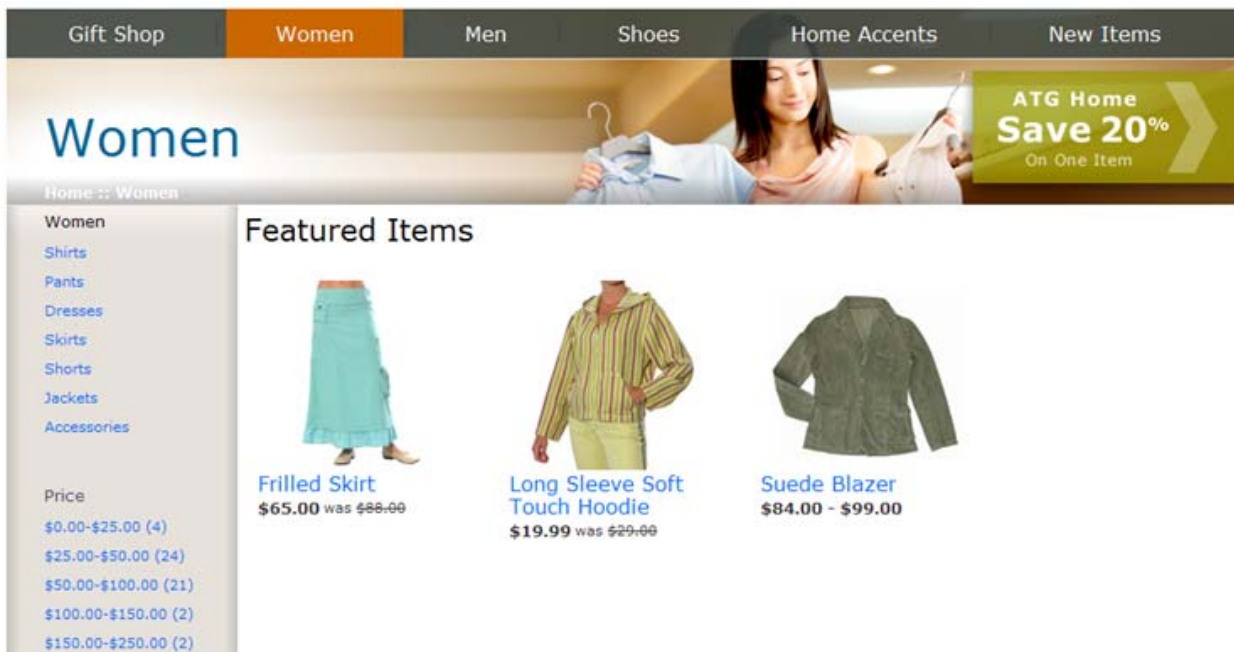 Gift Shop
Women
Men
Shoes
Home Accents
New Items
Women
Home :: Women
ATG Home
Save 20%
On One Item
Women
Shirts
Pants
Dresses
Skirts
Shorts
Jackets
Accessories
Price
$0.00-$25.00 (4)
$25.00-$50.00 (24)
$50.00-$100.00 (21)
$100.00-$150.00 (2)
$150.00-$250.00 (2)
Featured Items
Frilled Skirt
$65.00 was $88.00
Long Sleeve Soft
Touch Hoodie
$19.99 was $29.00
Suede Blazer
$84.00 - $99.00